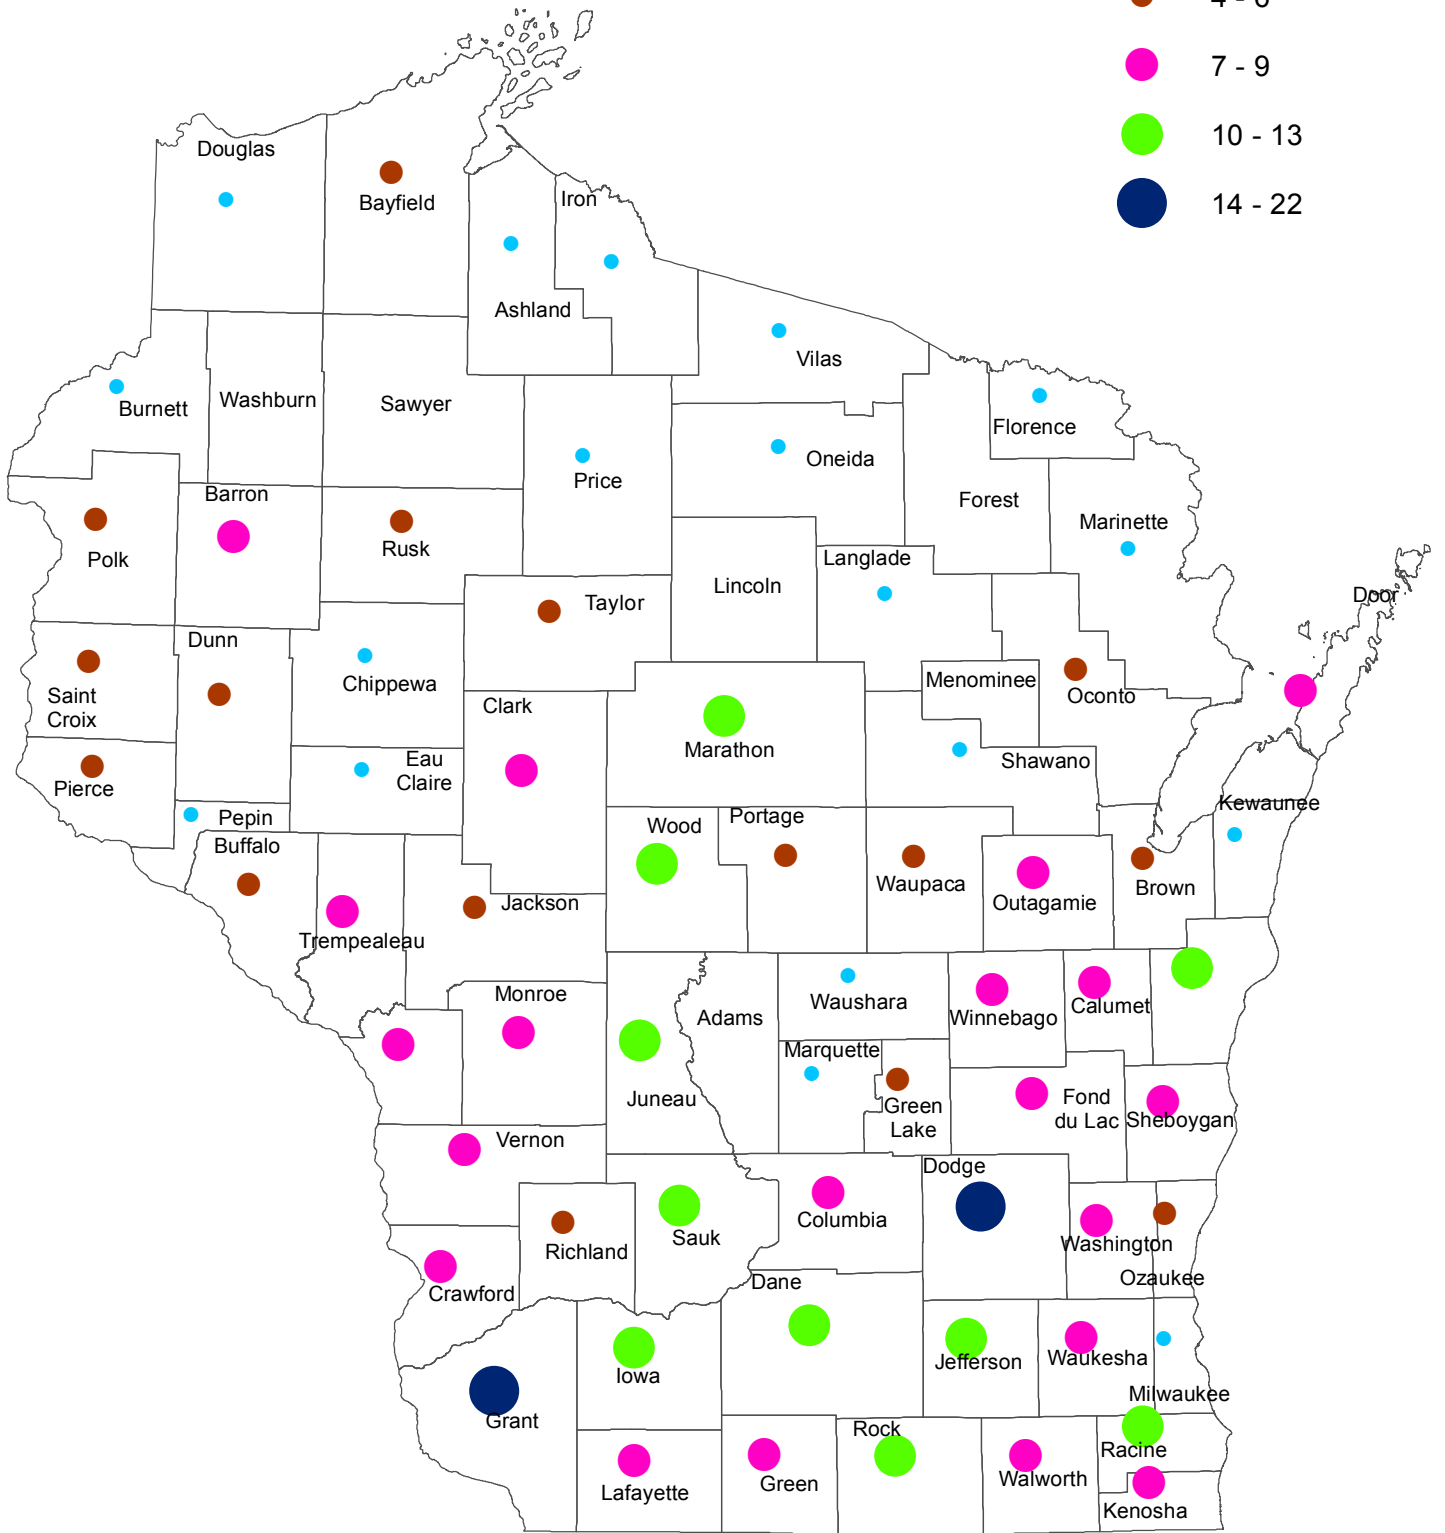 4 - 6
7 - 9
10 - 13
14 - 22
Douglas
Bayfield
Iron
Ashland
Vilas
Burnett
Washburn
Sawyer
Florence
Price
Oneida
Forest
Barron
Polk
Rusk
Marinette
Langlade
Lincoln
Taylor
Door
Dunn
Chippewa
Saint
Croix
Menominee
Oconto
Clark
Marathon
Shawano
Eau
Claire
Pierce
Pepin
Kewaunee
Buffalo
Wood
Portage
Waupaca
Brown
Outagamie
Jackson
Trempealeau
Monroe
Adams
Waushara
Winnebago
Calumet
Marquette
Juneau
Green
Lake
Fond
du Lac
Sheboygan
Vernon
Dodge
Columbia
Sauk
Richland
Washington
Ozaukee
Crawford
Dane
Iowa
Jefferson
Waukesha
Milwaukee
Grant
Rock
Racine
Lafayette
Green
Walworth
Kenosha